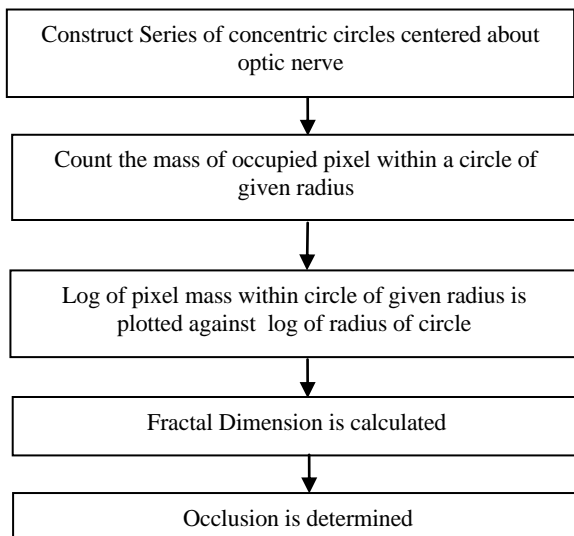 Construct Series of concentric circles centered about
optic nerve
Count the mass of occupied pixel within a circle of
given radius
Log of pixel mass within circle of given radius is
plotted against log of radius of circle
Fractal Dimension is calculated
Occlusion is determined